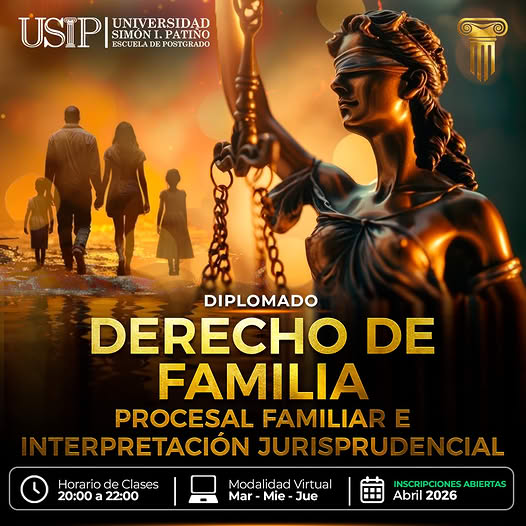 USIP
UNIVERSIDAD
SIMÓN I. PATIÑO
ESCUELA DE POSTGRADO
DIPLOMADO
DERECHO DE
FAMILIA
PROCESAL FAMILIAR E
INTERPRETACIÓN JURISPRUDENCIAL
Horario de Clases
20:00 a 22:00
Modalidad Virtual
Mar - Mie - Jue
INSCRIPCIONES ABIERTAS
Abril 2026